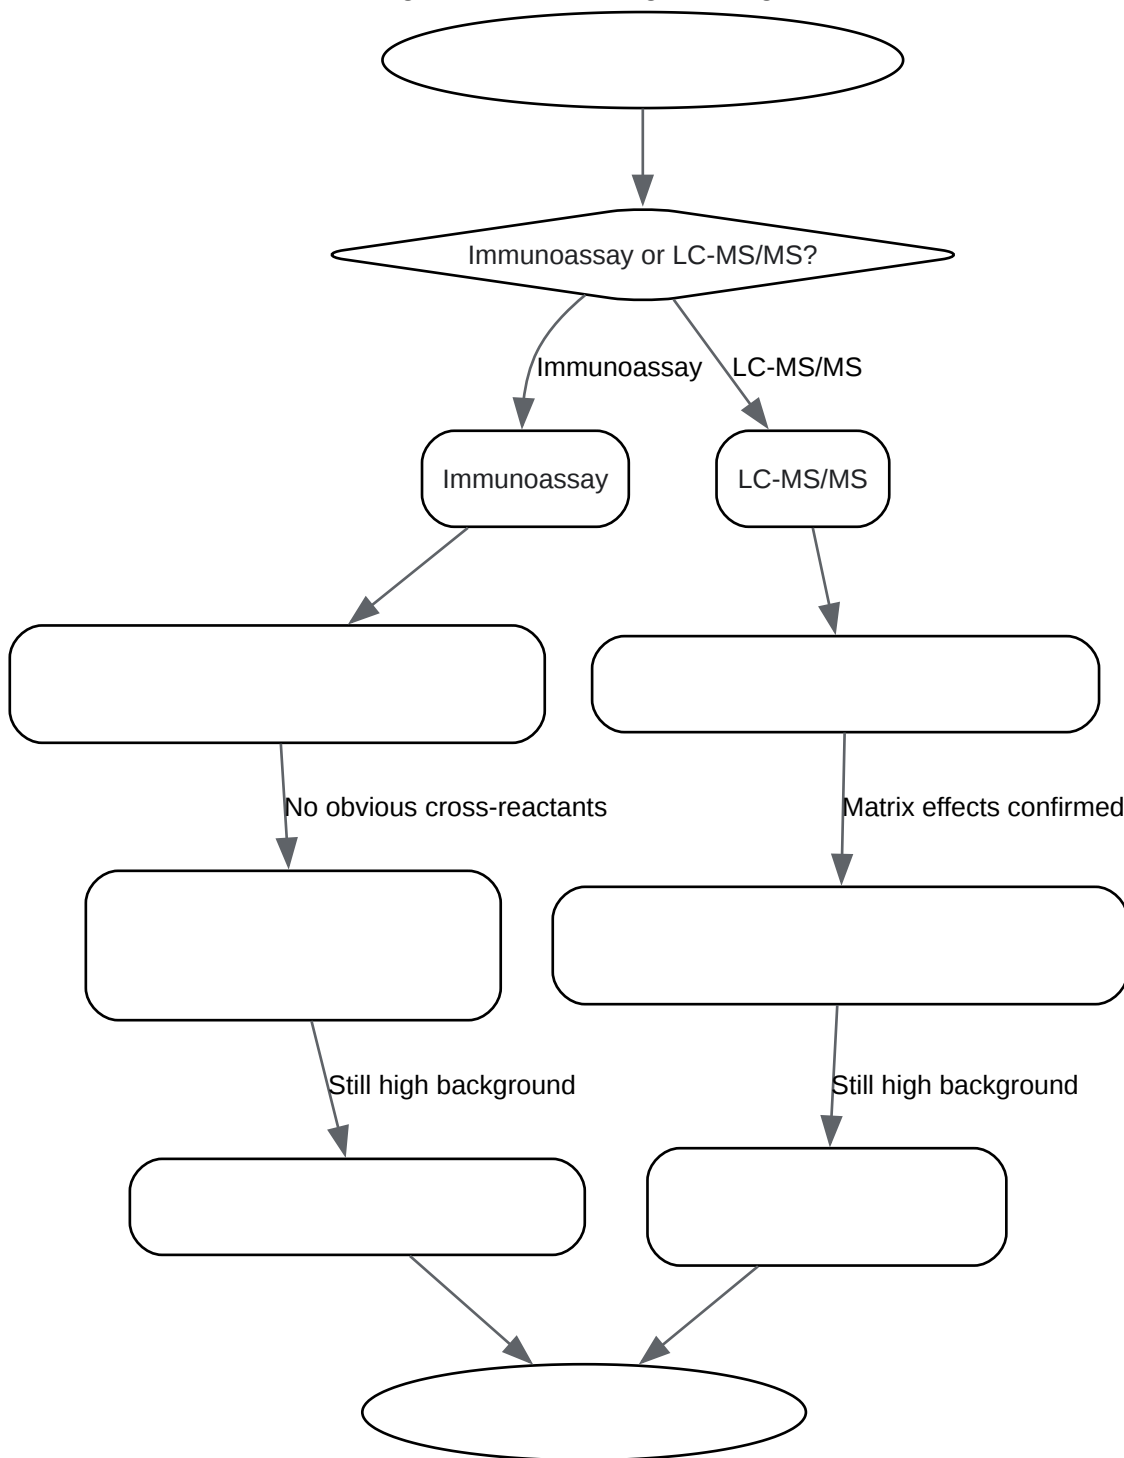 Immunoassay or LC-MS/MS?
Immunoassay
LC-MS/MS
Immunoassay
LC-MS/MS
No obvious cross-reactants
Matrix effects confirmed
Still high background
Still high background